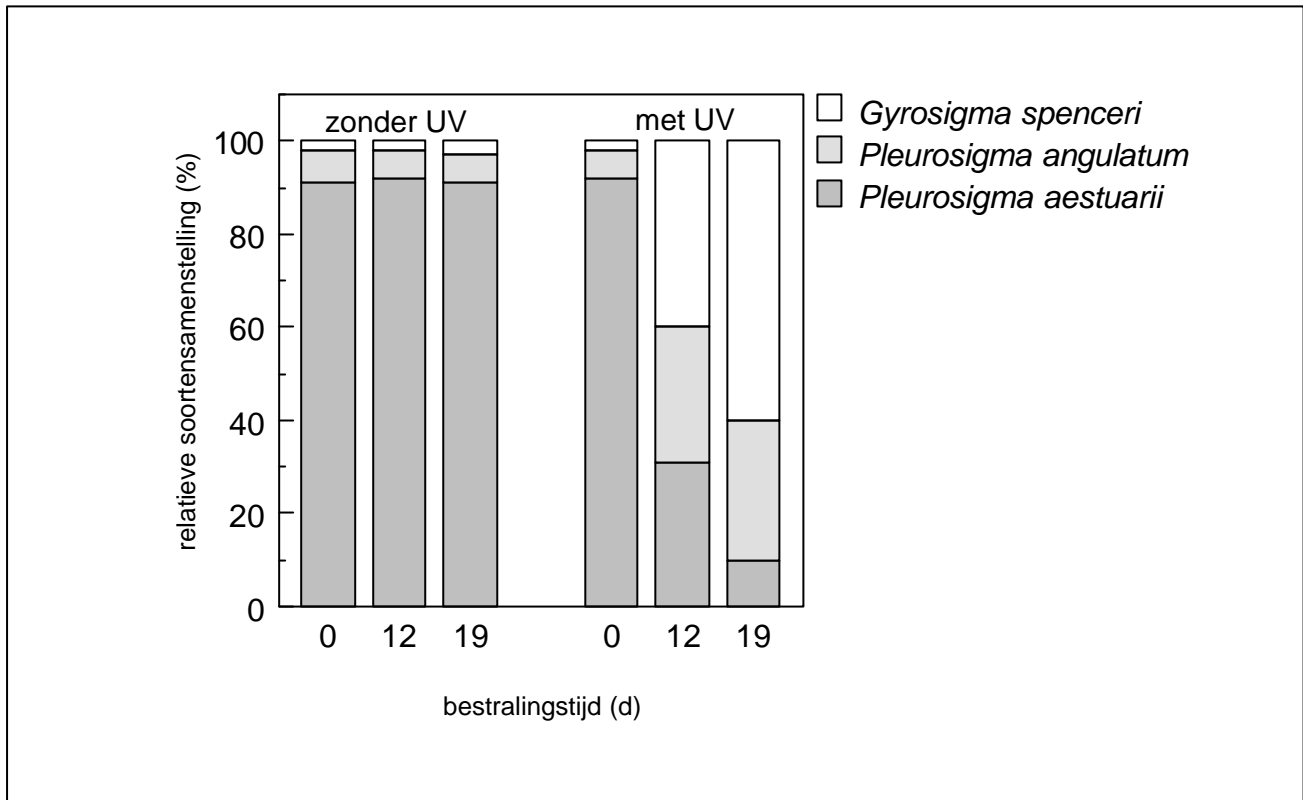 zonder UV
met UV
Gyrosigma spenceri
Pleurosigma angulatum
Pleurosigma aestuarii
relatieve soortensamenstelling (%)
100
80
60
40
20
0
0 12 19 0 12 19
bestralingstijd (d)